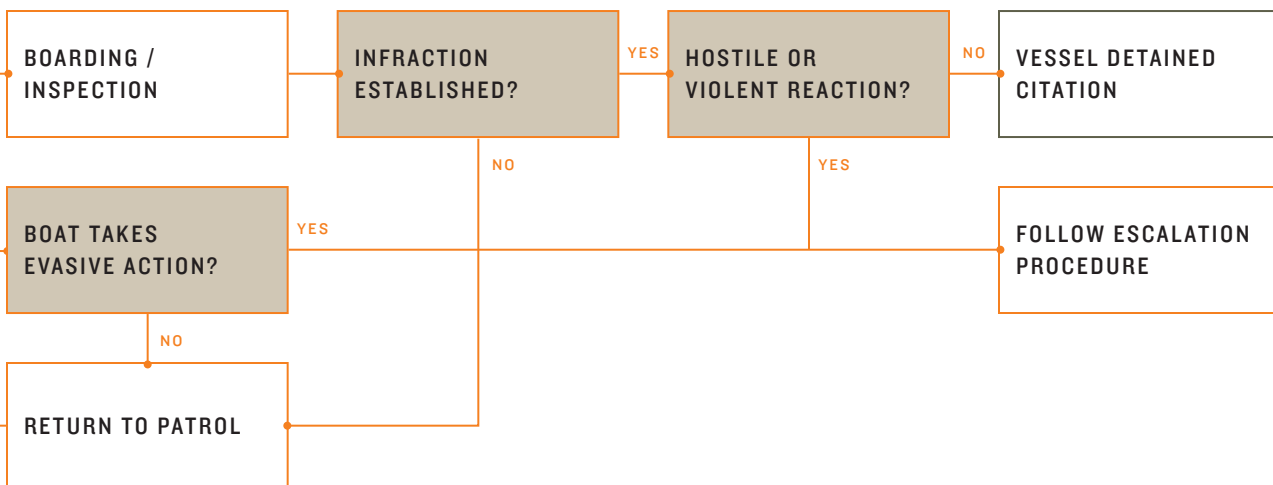 BOARDING /
INSPECTION
INFRACTION
ESTABLISHED?
YES
HOSTILE OR
VIOLENT REACTION?
NO
VESSEL DETAINED
CITATION
NO
YES
BOAT TAKES
EVASIVE ACTION?
YES
FOLLOW ESCALATION
PROCEDURE
NO
RETURN TO PATROL